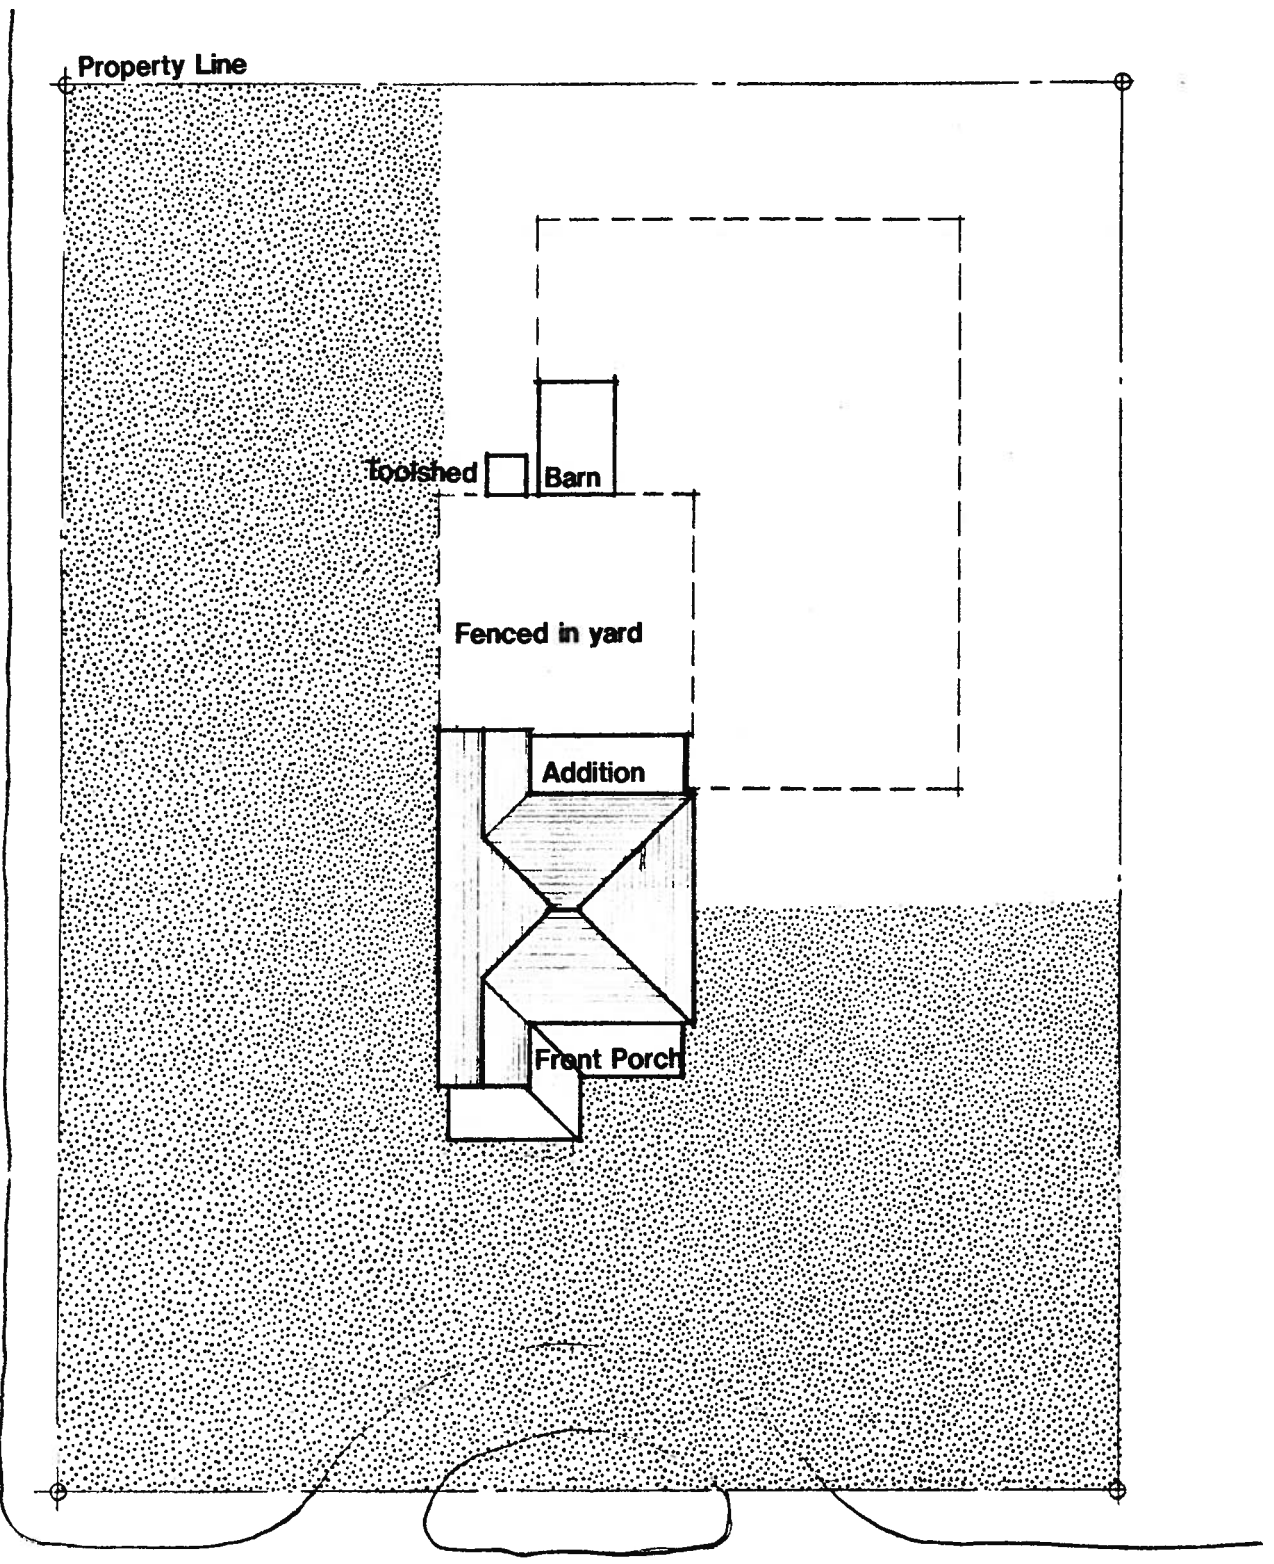 Property Line
Toolshed
Barn
Fenced in yard
Addition
Front Porch